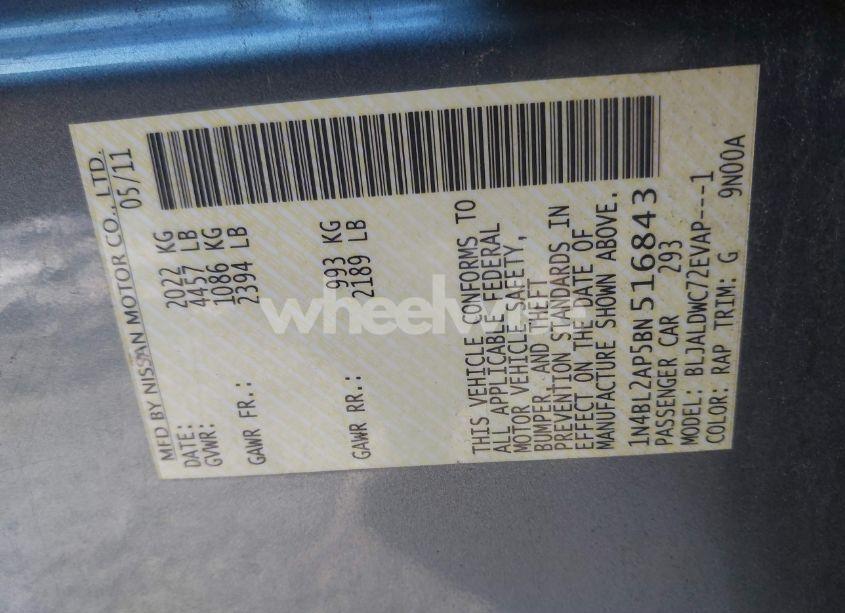 MFD BY NISSAN MOTOR CO., LTD.
DATE: 05/11
GVWR: 2022 KG
4457 LB
GAWR FR.: 1086 KG
2394 LB
GAWR RR.: 993 KG
2189 LB
THIS VEHICLE CONFORMS TO
ALL APPLICABLE FEDERAL
MOTOR VEHICLE SAFETY,
BUMPER, AND THEFT
PREVENTION STANDARDS IN
EFFECT ON THE DATE OF
MANUFACTURE SHOWN ABOVE.
1N4BL2AP5BN516843
PASSENGER CAR 293
MODEL: BLJALDWC72EVAP---1
COLOR: RAP TRIM: G 9N00A